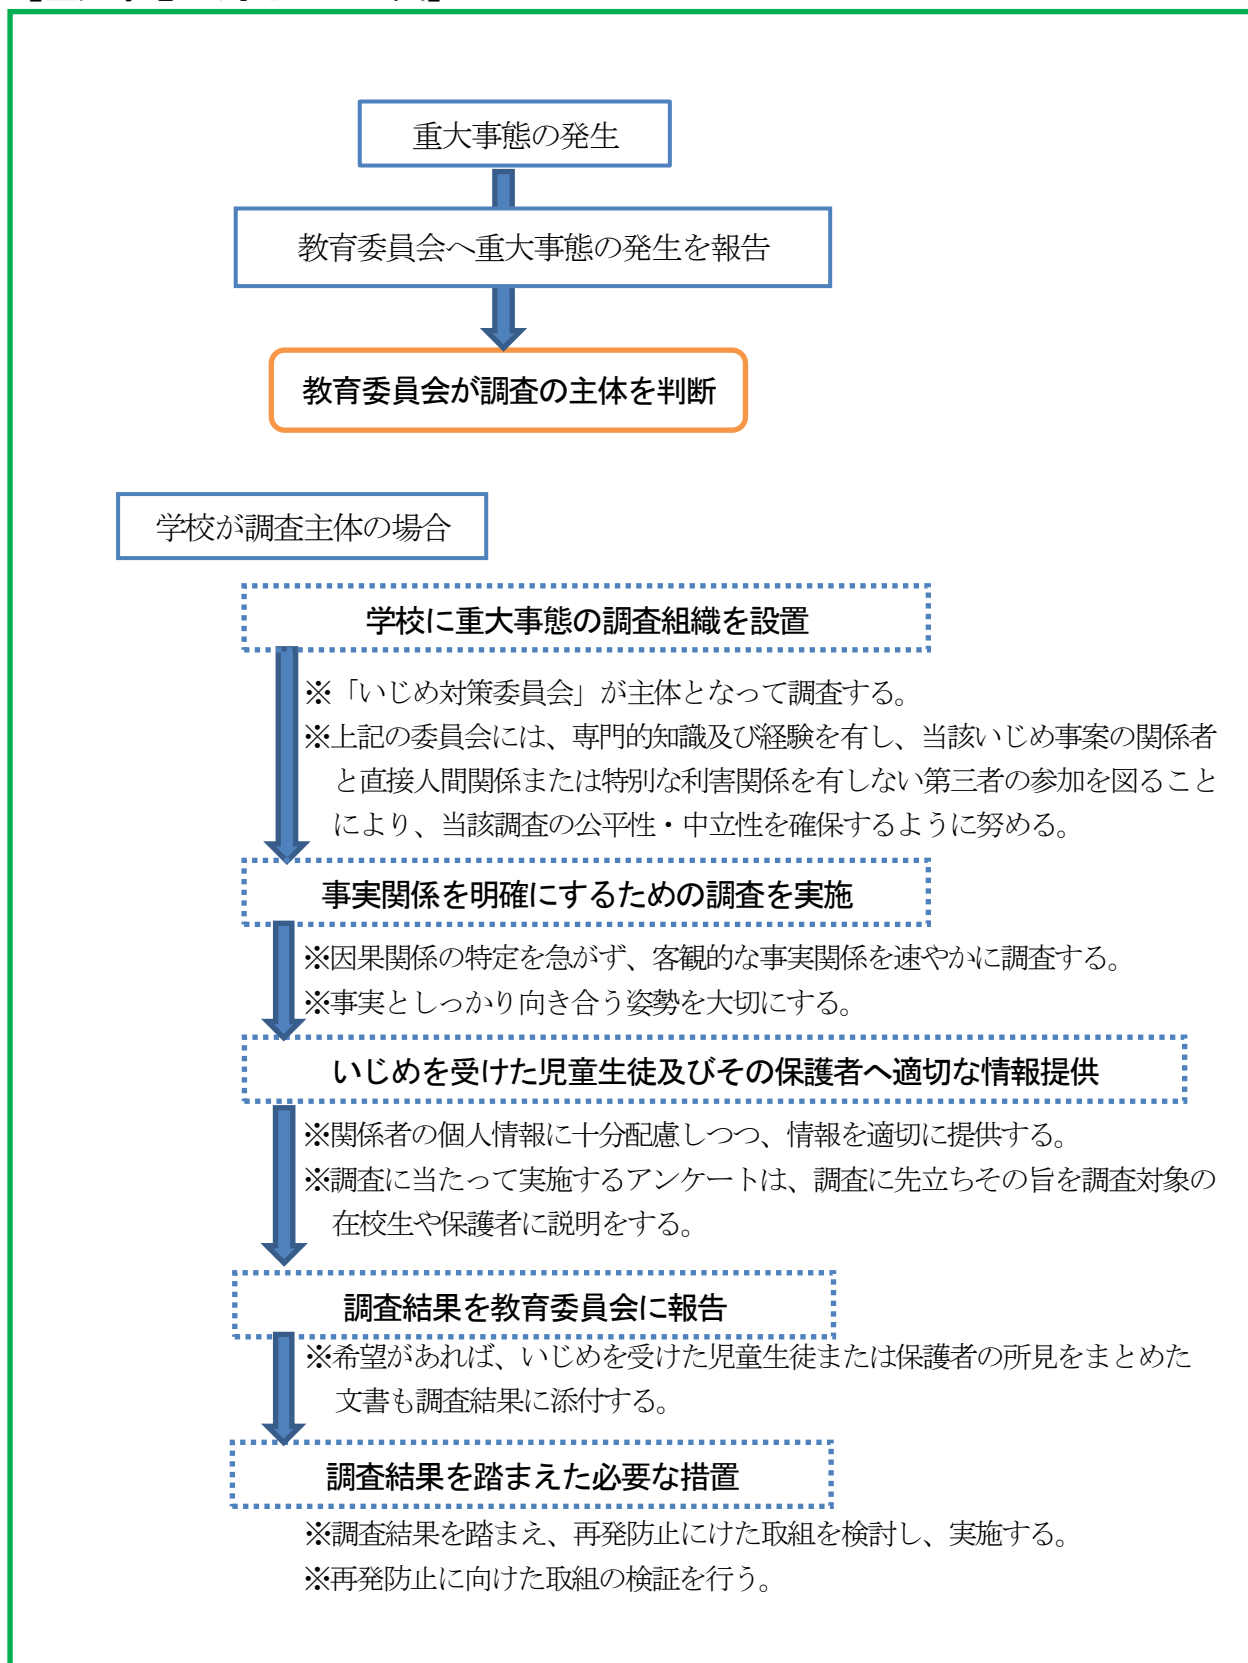 重大事態の発生
教育委員会へ重大事態の発生を報告
教育委員会が調査の主体を判断
学校が調査主体の場合
学校に重大事態の調査組織を設置
※「いじめ対策委員会」が主体となって調査する。
※上記の委員会には、専門的知識及び経験を有し、当該いじめ事案の関係者
と直接人間関係または特別な利害関係を有しない第三者の参加を図ること
により、当該調査の公平性・中立性を確保するように努める。
事実関係を明確にするための調査を実施
※因果関係の特定を急がず、客観的な事実関係を速やかに調査する。
※事実としっかり向き合う姿勢を大切にする。
いじめを受けた児童生徒及びその保護者へ適切な情報提供
※関係者の個人情報に十分配慮しつつ、情報を適切に提供する。
※調査に当たって実施するアンケートは、調査に先立ちその旨を調査対象の
在校生や保護者に説明をする。
調査結果を教育委員会に報告
※希望があれば、いじめを受けた児童生徒または保護者の所見をまとめた
文書も調査結果に添付する。
調査結果を踏まえた必要な措置
※調査結果を踏まえ、再発防止にけた取組を検討し、実施する。
※再発防止に向けた取組の検証を行う。